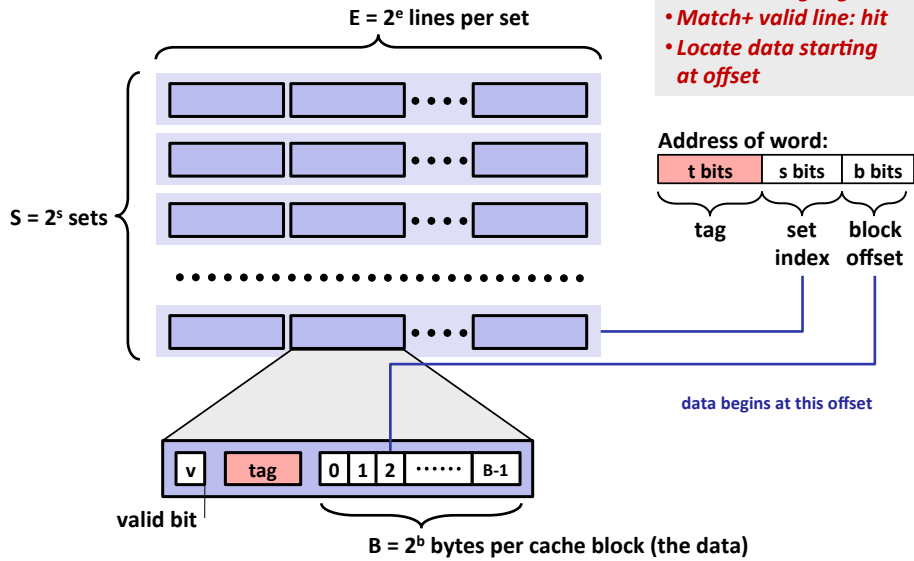 E = 2ᵉ lines per set
• Match+ valid line: hit
• Locate data starting
at offset
Address of word:
t bits s bits b bits
S = 2ˢ sets
tag set block
index offset
data begins at this offset
v tag 0 1 2 •••••• B-1
valid bit
B = 2ᵇ bytes per cache block (the data)